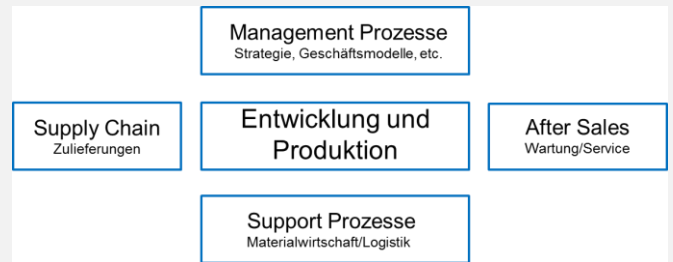 Management Prozesse
Strategie, Geschäftsmodelle, etc.
Supply Chain
Zulieferungen
Entwicklung und
Produktion
After Sales
Wartung/Service
Support Prozesse
Materialwirtschaft/Logistik